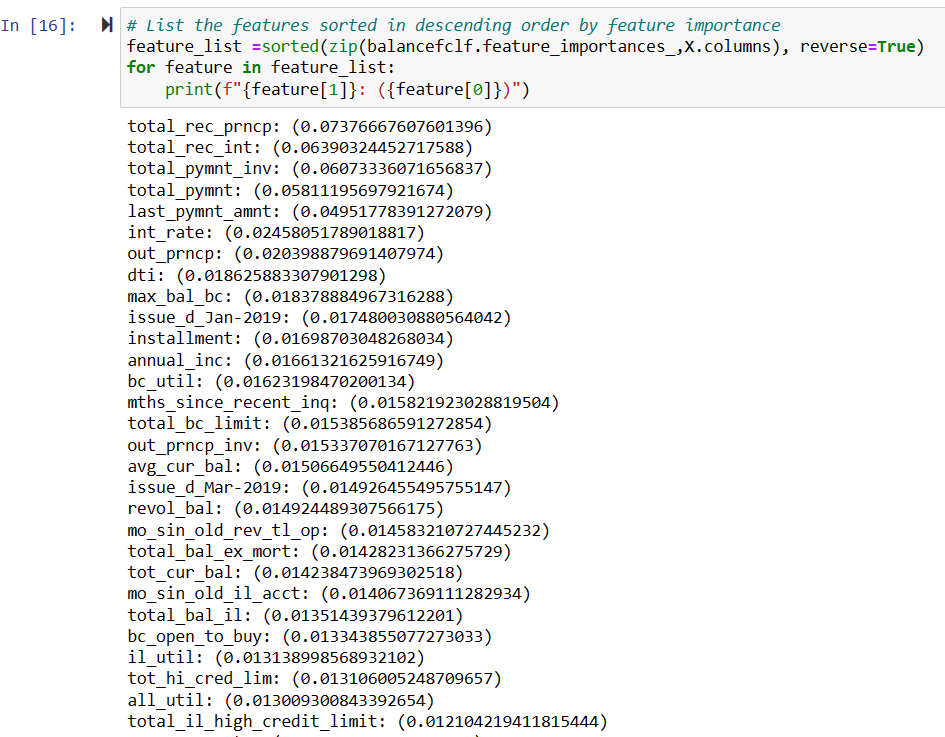 In [16]:
# List the features sorted in descending order by feature importance
feature_list =sorted(zip(balancefclf.feature_importances_,X.columns), reverse=True)
for feature in feature_list:
    print(f"{feature[1]}: ({feature[0]})")
total_rec_prncp: (0.07376667607601396)
total_rec_int: (0.06390324452717588)
total_pymnt_inv: (0.06073336071656837)
total_pymnt: (0.05811195697921674)
last_pymnt_amnt: (0.04951778391272079)
int_rate: (0.02458051789018817)
out_prncp: (0.020398879691407974)
dti: (0.018625883307901298)
max_bal_bc: (0.018378884967316288)
issue_d_Jan-2019: (0.017480030880564042)
installment: (0.01698703048268034)
annual_inc: (0.01661321625916749)
bc_util: (0.01623198470200134)
mths_since_recent_inq: (0.015821923028819504)
total_bc_limit: (0.015385686591272854)
out_prncp_inv: (0.015337070167127763)
avg_cur_bal: (0.01506649550412446)
issue_d_Mar-2019: (0.014926455495755147)
revol_bal: (0.014924489307566175)
mo_sin_old_rev_tl_op: (0.014583210727445232)
total_bal_ex_mort: (0.01428231366275729)
tot_cur_bal: (0.014238473969302518)
mo_sin_old_il_acct: (0.014067369111282934)
total_bal_il: (0.01351439379612201)
bc_open_to_buy: (0.013343855077273033)
il_util: (0.013138998568932102)
tot_hi_cred_lim: (0.013106005248709657)
all_util: (0.013009300843392654)
total_il_high_credit_limit: (0.012104219411815444)